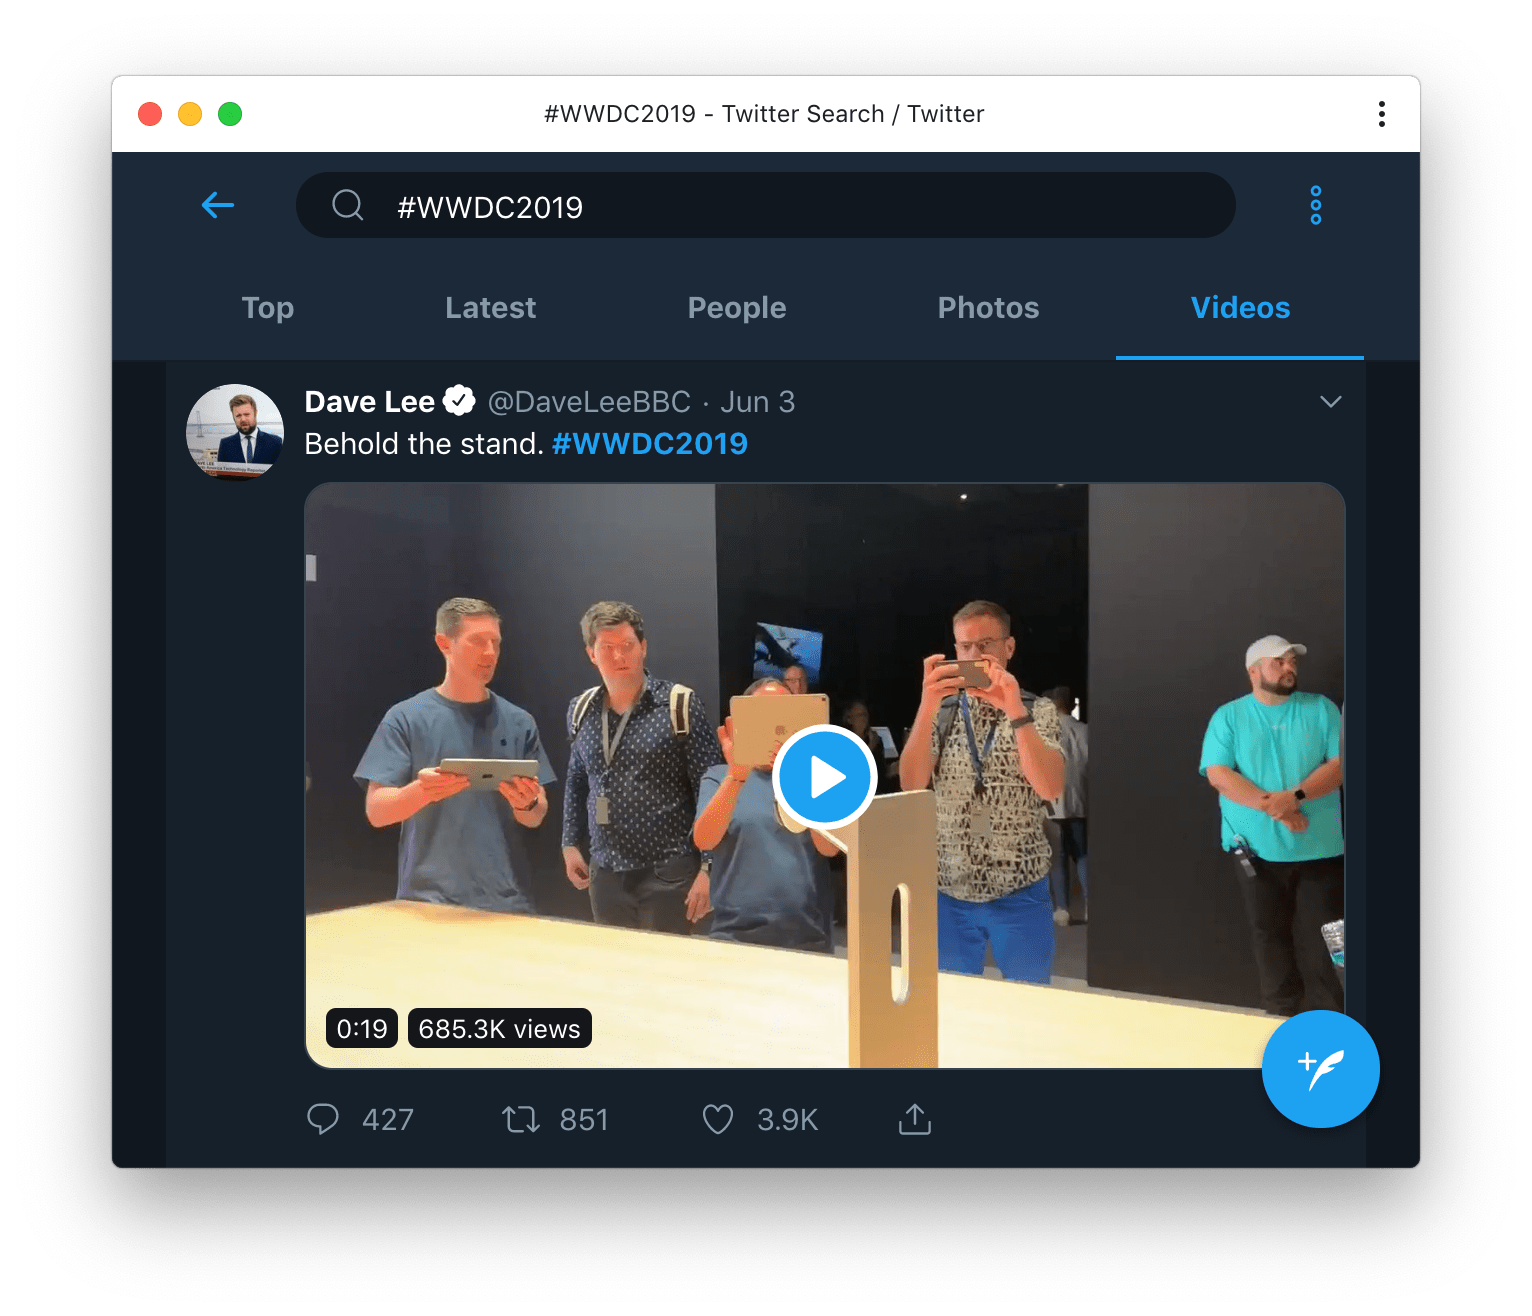 #WWDC2019 - Twitter Search / Twitter
#WWDC2019
Top Latest People Photos Videos
Dave Lee @DaveLeeBBC · Jun 3
Behold the stand. #WWDC2019
0:19 685.3K views
427 851 3.9K